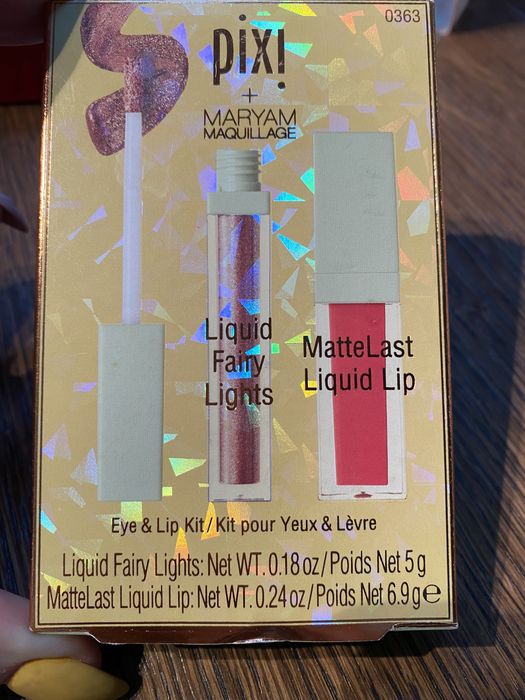 0363
pixi
+
MARYAM
MAQUILLAGE
Liquid
Fairy
Lights
MatteLast
Liquid Lip
Eye & Lip Kit/Kit pour Yeux & Lèvre
Liquid Fairy Lights: Net WT. 0.18 oz/Poids Net 5 g
MatteLast Liquid Lip: Net WT. 0.24 oz/Poids Net 6.9 g ℮